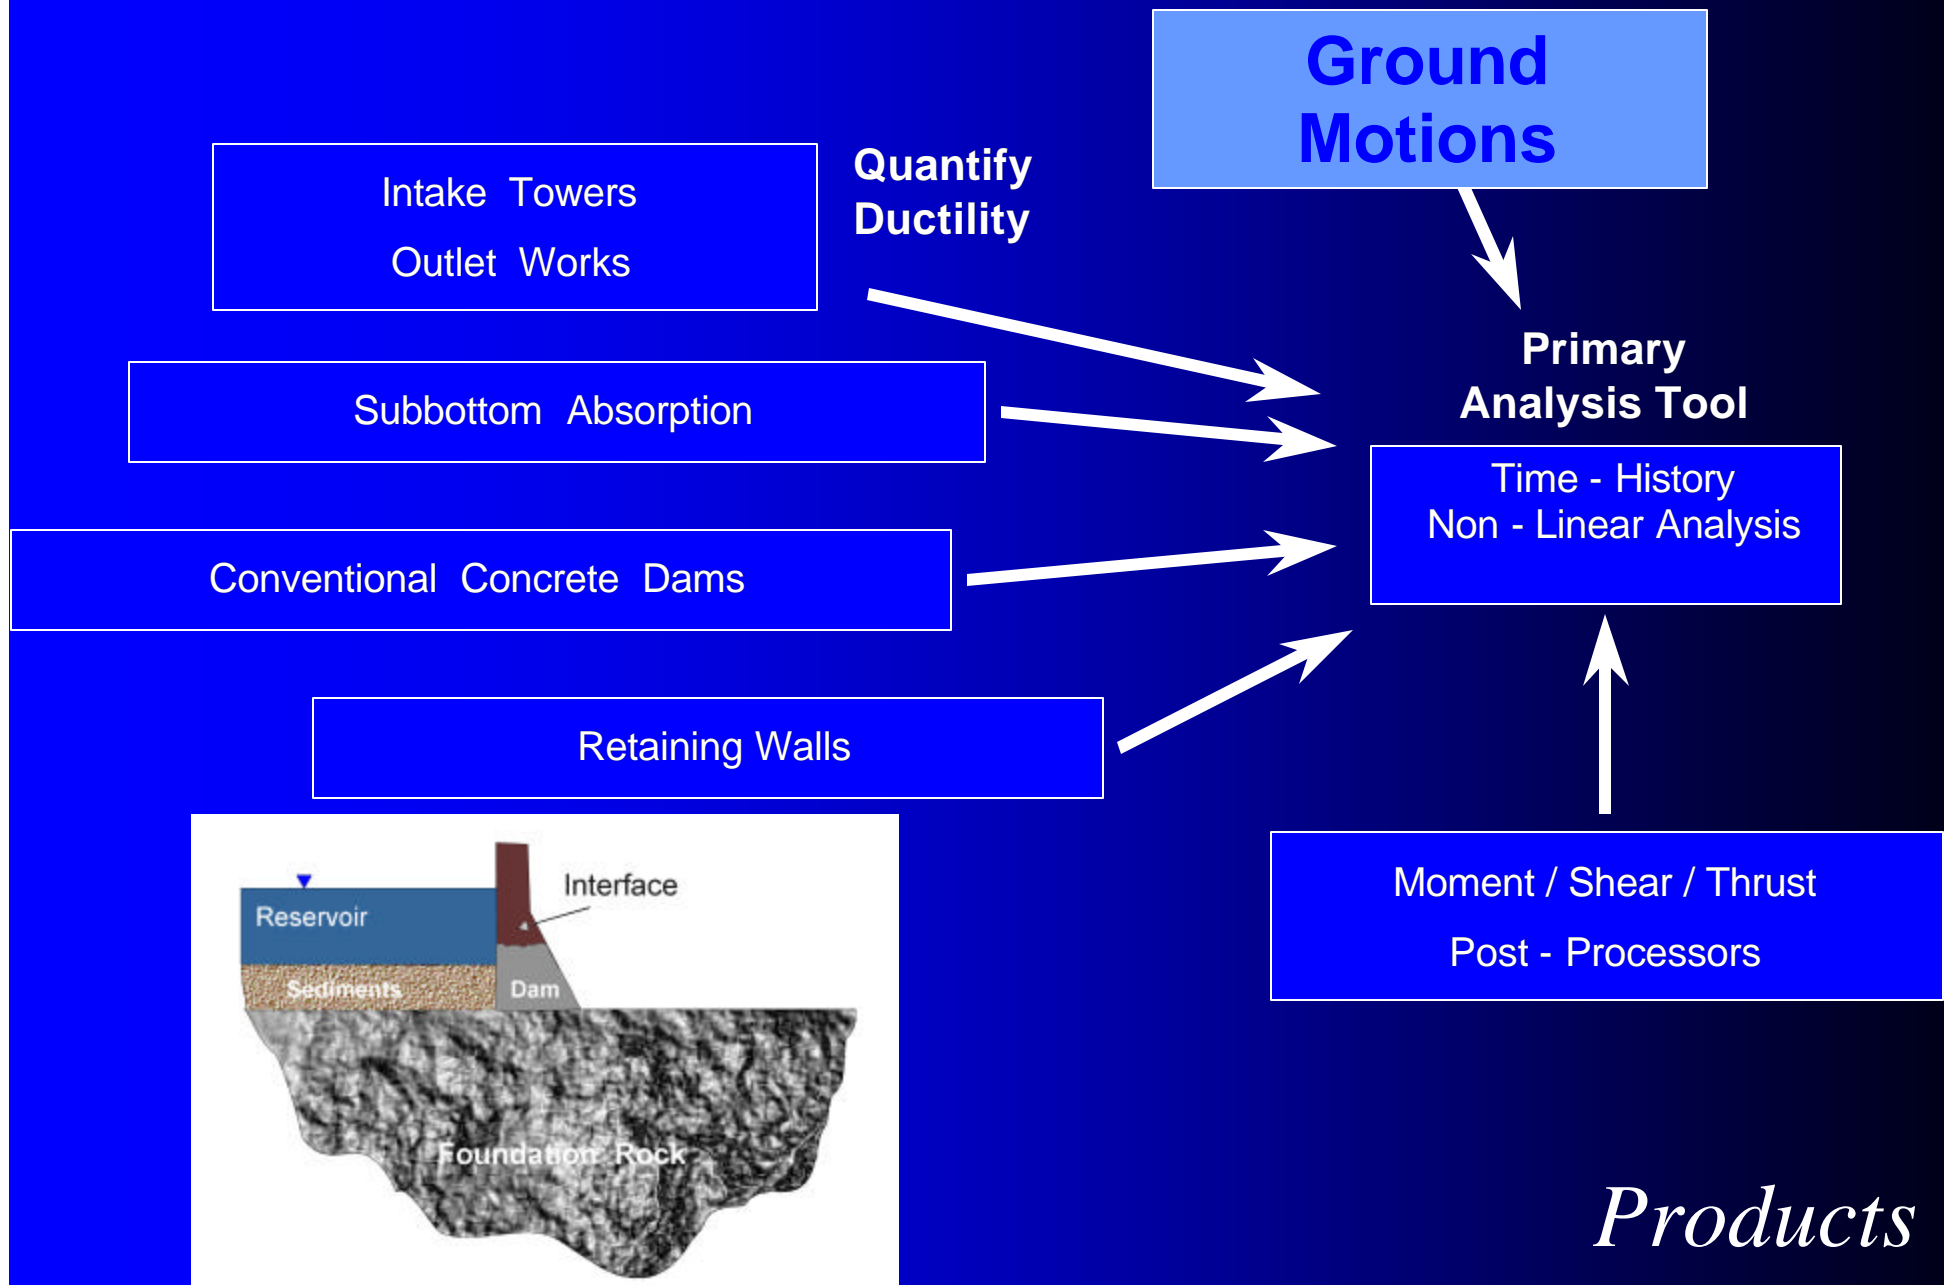 Ground
Motions
Quantify
Ductility
Intake Towers
Outlet Works
Primary
Analysis Tool
Subbottom Absorption
Time - History
Non - Linear Analysis
Conventional Concrete Dams
Retaining Walls
Moment / Shear / Thrust
Post - Processors
Interface
Reservoir
Sediments
Dam
Foundation Rock
Products